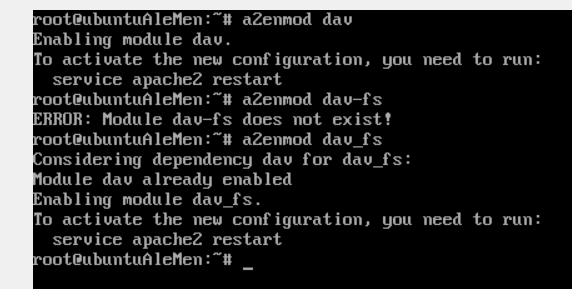 root@ubuntuAleMen:~# a2enmod dav
Enabling module dav.
To activate the new configuration, you need to run:
  service apache2 restart
root@ubuntuAleMen:~# a2enmod dav-fs
ERROR: Module dav-fs does not exist!
root@ubuntuAleMen:~# a2enmod dav_fs
Considering dependency dav for dav_fs:
Module dav already enabled
Enabling module dav_fs.
To activate the new configuration, you need to run:
  service apache2 restart
root@ubuntuAleMen:~# _